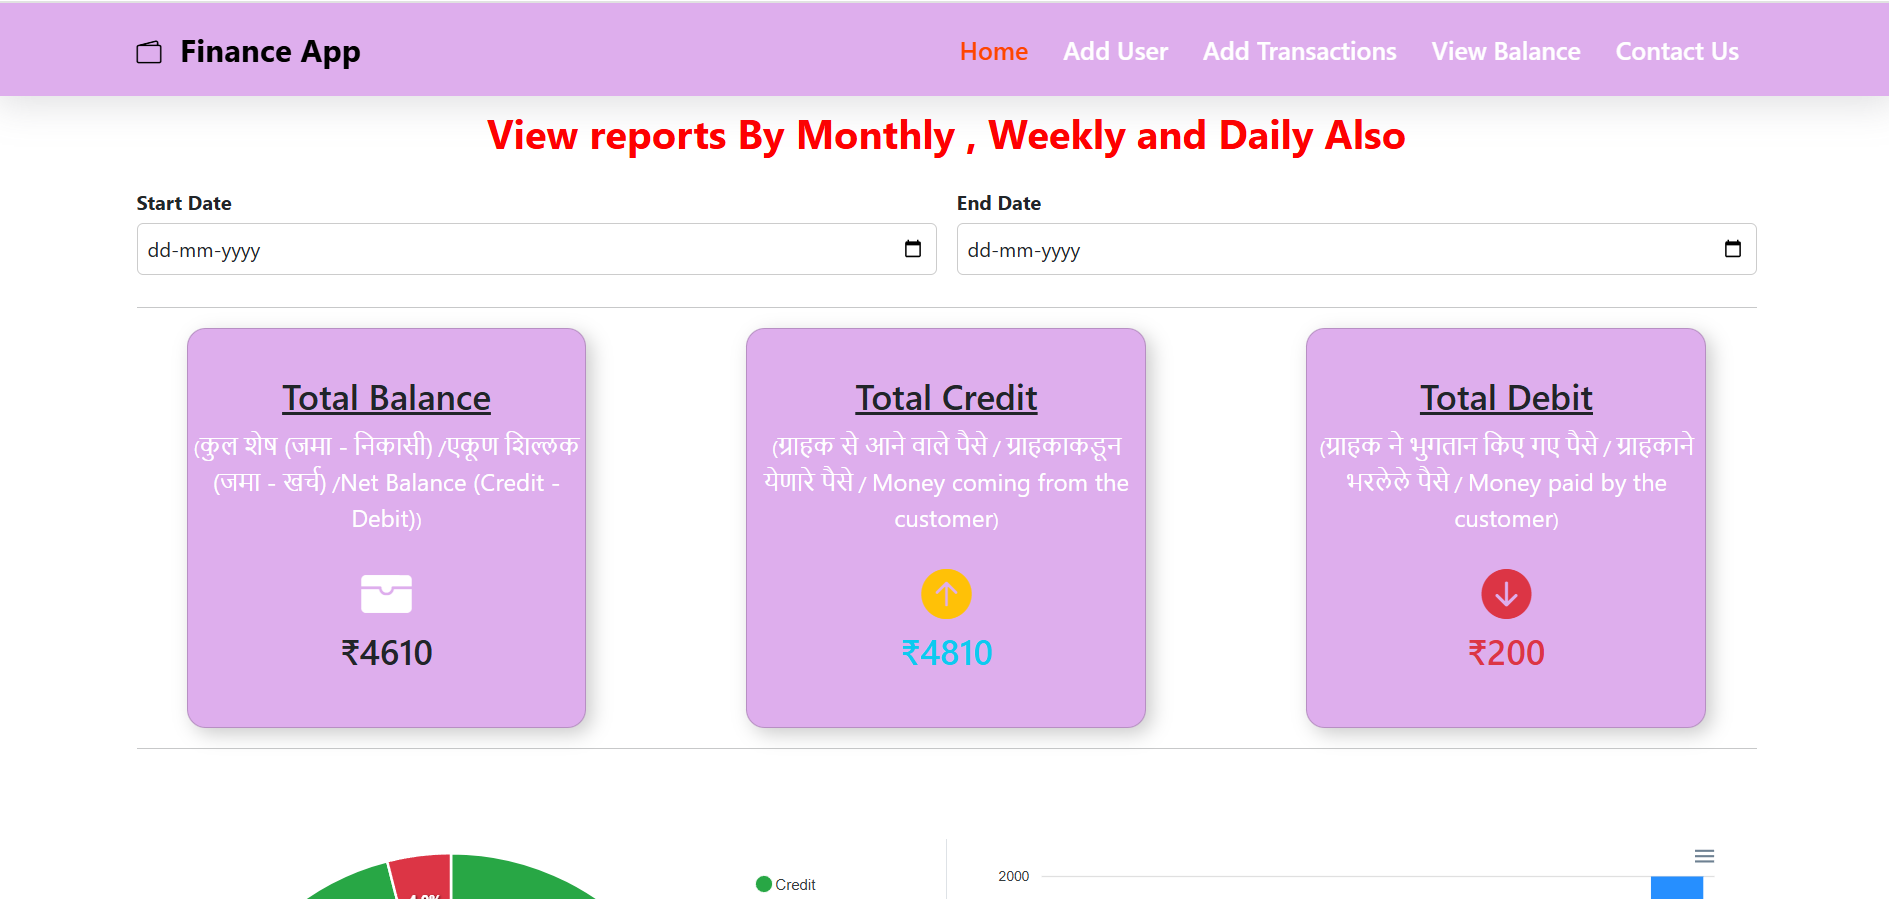 Finance App
Home
Add User
Add Transactions
View Balance
Contact Us
View reports By Monthly , Weekly and Daily Also
Start Date
End Date
dd-mm-yyyy
dd-mm-yyyy
Total Balance
(कुल शेष (जमा - निकासी) /एकूण शिल्लक
(जमा - खर्च) /Net Balance (Credit -
Debit))
₹4610
Total Credit
(ग्राहक से आने वाले पैसे / ग्राहकाकडून
येणारे पैसे / Money coming from the
customer)
₹4810
Total Debit
(ग्राहक ने भुगतान किए गए पैसे / ग्राहकाने
भरलेले पैसे / Money paid by the
customer)
₹200
Credit
2000